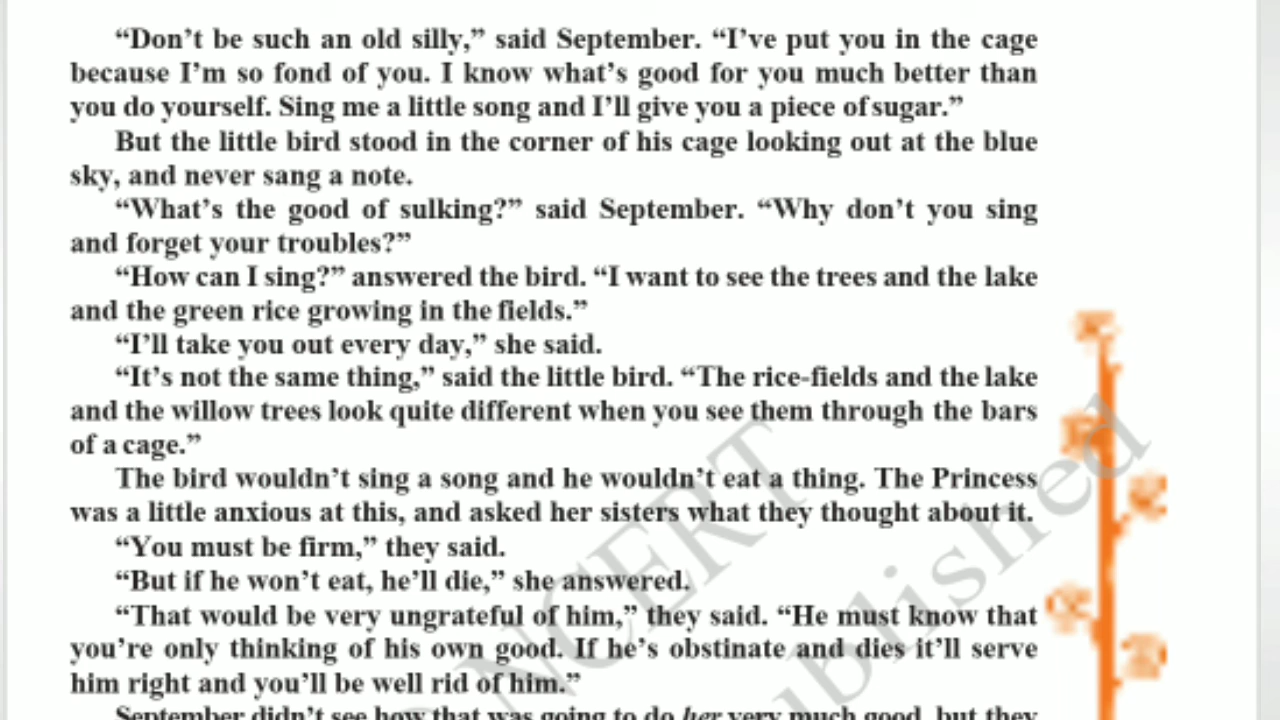 “Don’t be such an old silly,” said September. “I’ve put you in the cage
because I’m so fond of you. I know what’s good for you much better than
you do yourself. Sing me a little song and I’ll give you a piece of sugar.”
But the little bird stood in the corner of his cage looking out at the blue
sky, and never sang a note.
“What’s the good of sulking?” said September. “Why don’t you sing
and forget your troubles?”
“How can I sing?” answered the bird. “I want to see the trees and the lake
and the green rice growing in the fields.”
“I’ll take you out every day,” she said.
“It’s not the same thing,” said the little bird. “The rice-fields and the lake
and the willow trees look quite different when you see them through the bars
of a cage.”
The bird wouldn’t sing a song and he wouldn’t eat a thing. The Princess
was a little anxious at this, and asked her sisters what they thought about it.
“You must be firm,” they said.
“But if he won’t eat, he’ll die,” she answered.
“That would be very ungrateful of him,” they said. “He must know that
you’re only thinking of his own good. If he’s obstinate and dies it’ll serve
him right and you’ll be well rid of him.”
September didn’t see how that was going to do her very much good, but they
NCERT
ublished